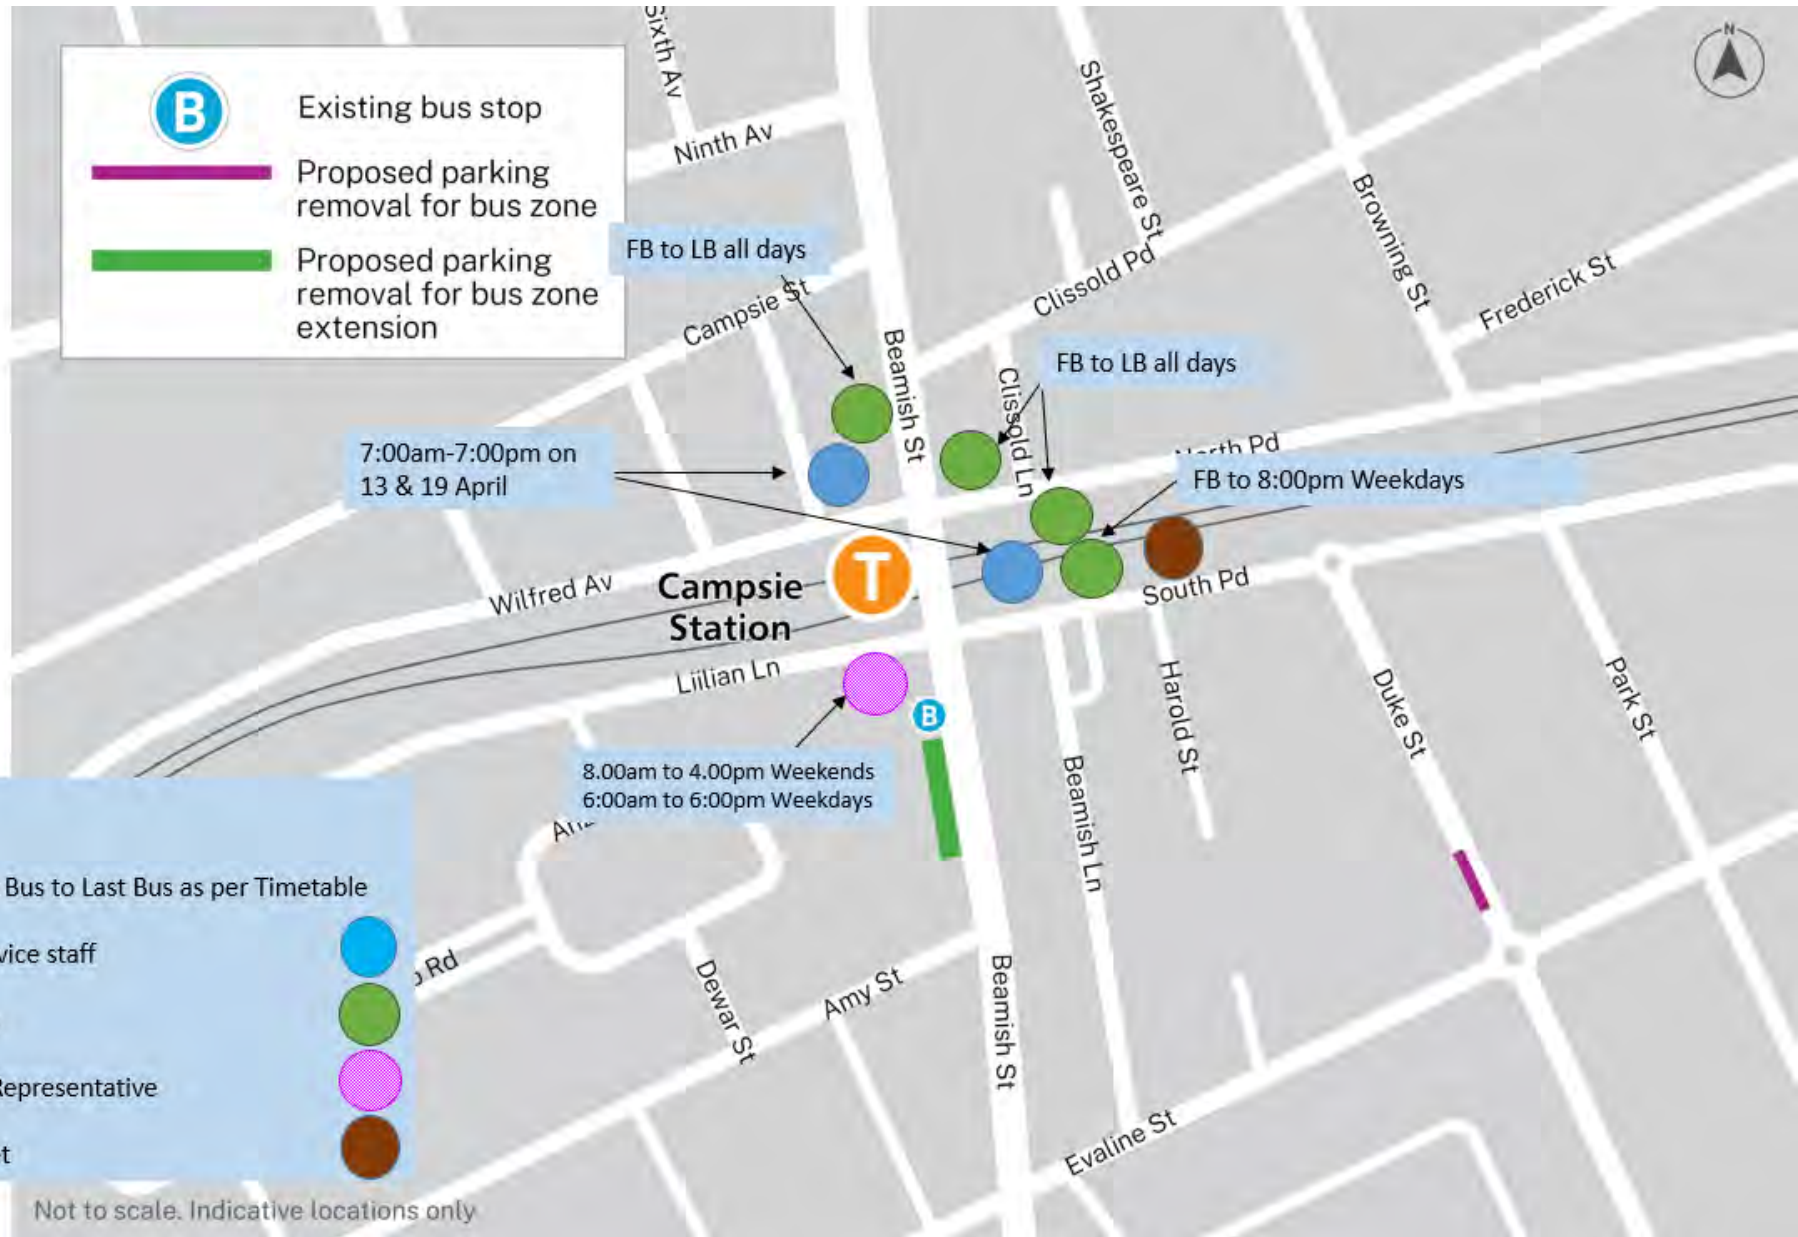 N
B Existing bus stop
Proposed parking
removal for bus zone
Proposed parking
removal for bus zone
extension
Sixth Av
Ninth Av
Shakespeare St
Browning St
FB to LB all days
Campsie St
Clissold Pd
Frederick St
Beamish St
FB to LB all days
Clissold Ln
7:00am-7:00pm on
13 & 19 April
North Pd
FB to 8:00pm Weekdays
T
Campsie
Station
Wilfred Av
South Pd
Liilian Ln
B
Harold St
Duke St
Park St
8.00am to 4.00pm Weekends
6:00am to 6:00pm Weekdays
Beamish Ln
Bus to Last Bus as per Timetable
staff
Rd
Representative
Dewar St
Amy St
Beamish St
Evaline St
Not to scale. Indicative locations only